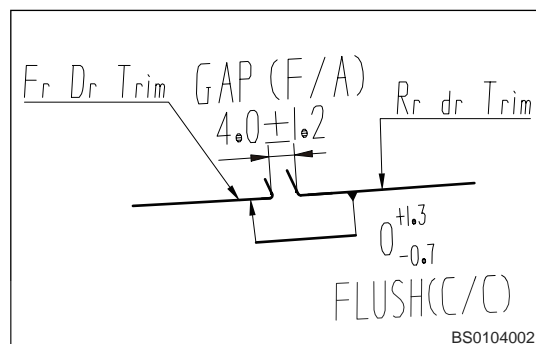 Fr Dr Trim
GAP (F/A)
4.0±1.2
Rr dr Trim
0 +1.3 -0.7
FLUSH(C/C)
BS0104002